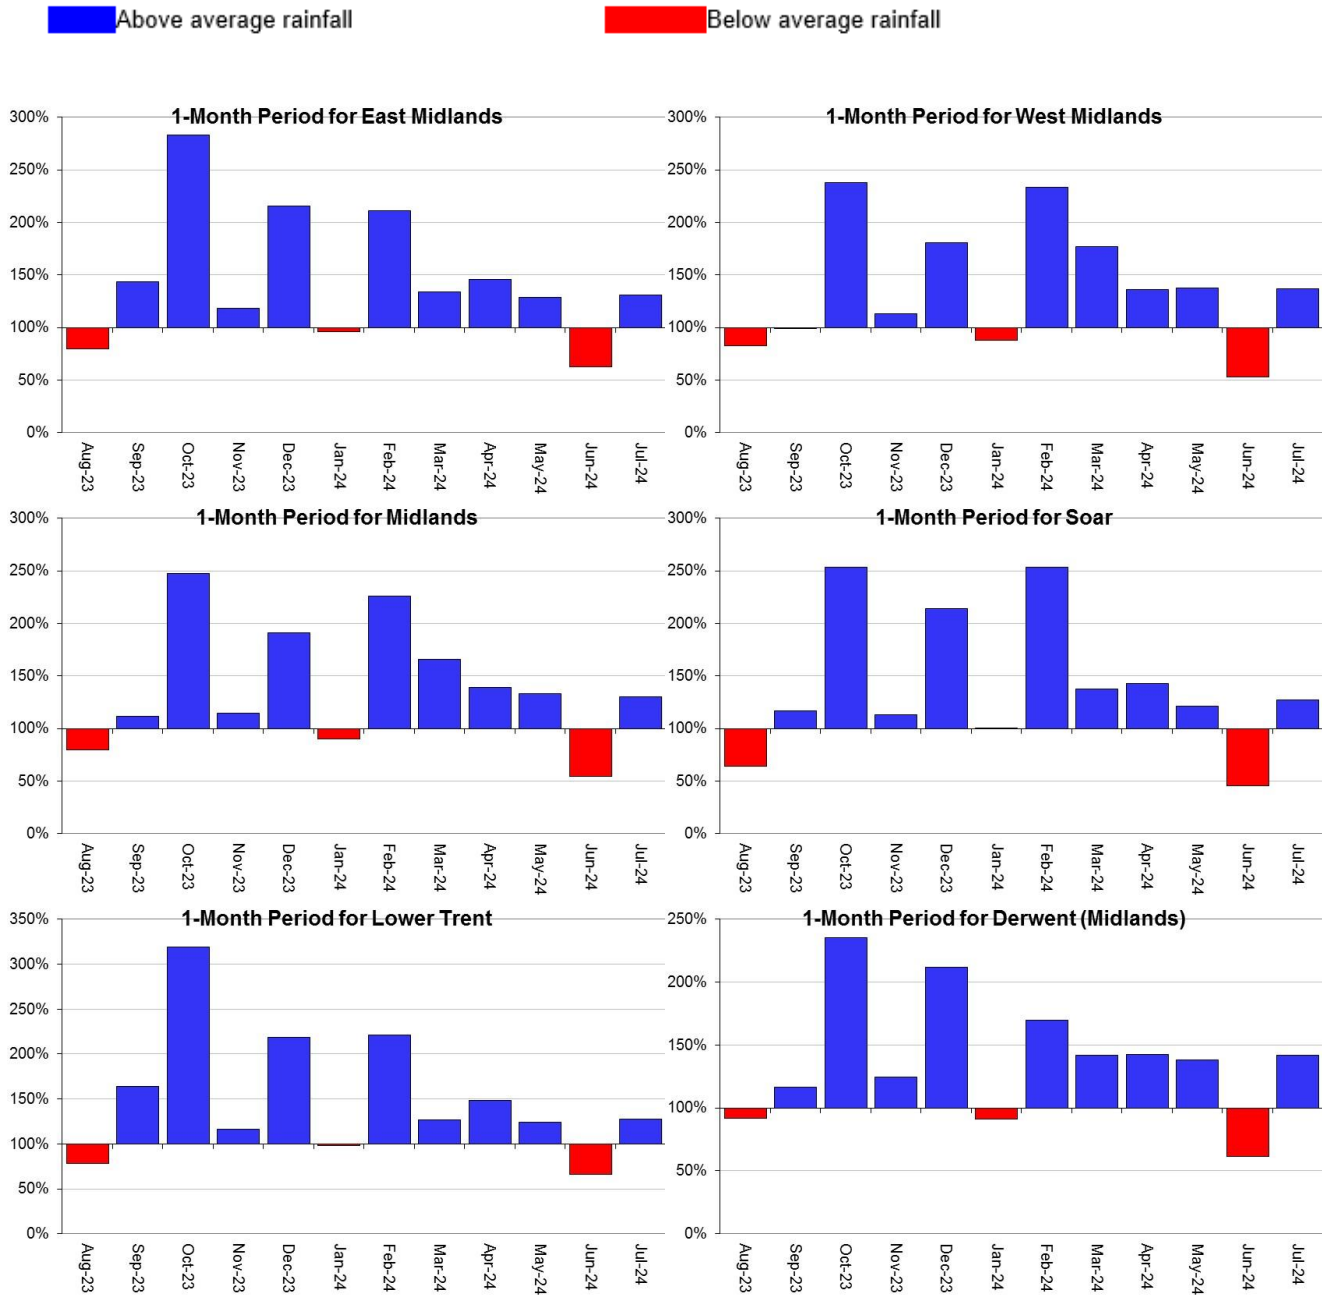 Above average rainfall
Below average rainfall
1-Month Period for East Midlands
300%
250%
200%
150%
100%
50%
0%
Aug-23
Sep-23
Oct-23
Nov-23
Dec-23
Jan-24
Feb-24
Mar-24
Apr-24
May-24
Jun-24
Jul-24
1-Month Period for West Midlands
300%
250%
200%
150%
100%
50%
0%
Aug-23
Sep-23
Oct-23
Nov-23
Dec-23
Jan-24
Feb-24
Mar-24
Apr-24
May-24
Jun-24
Jul-24
1-Month Period for Midlands
300%
250%
200%
150%
100%
50%
0%
Aug-23
Sep-23
Oct-23
Nov-23
Dec-23
Jan-24
Feb-24
Mar-24
Apr-24
May-24
Jun-24
Jul-24
1-Month Period for Soar
300%
250%
200%
150%
100%
50%
0%
Aug-23
Sep-23
Oct-23
Nov-23
Dec-23
Jan-24
Feb-24
Mar-24
Apr-24
May-24
Jun-24
Jul-24
1-Month Period for Lower Trent
350%
300%
250%
200%
150%
100%
50%
0%
Aug-23
Sep-23
Oct-23
Nov-23
Dec-23
Jan-24
Feb-24
Mar-24
Apr-24
May-24
Jun-24
Jul-24
1-Month Period for Derwent (Midlands)
250%
200%
150%
100%
50%
0%
Aug-23
Sep-23
Oct-23
Nov-23
Dec-23
Jan-24
Feb-24
Mar-24
Apr-24
May-24
Jun-24
Jul-24